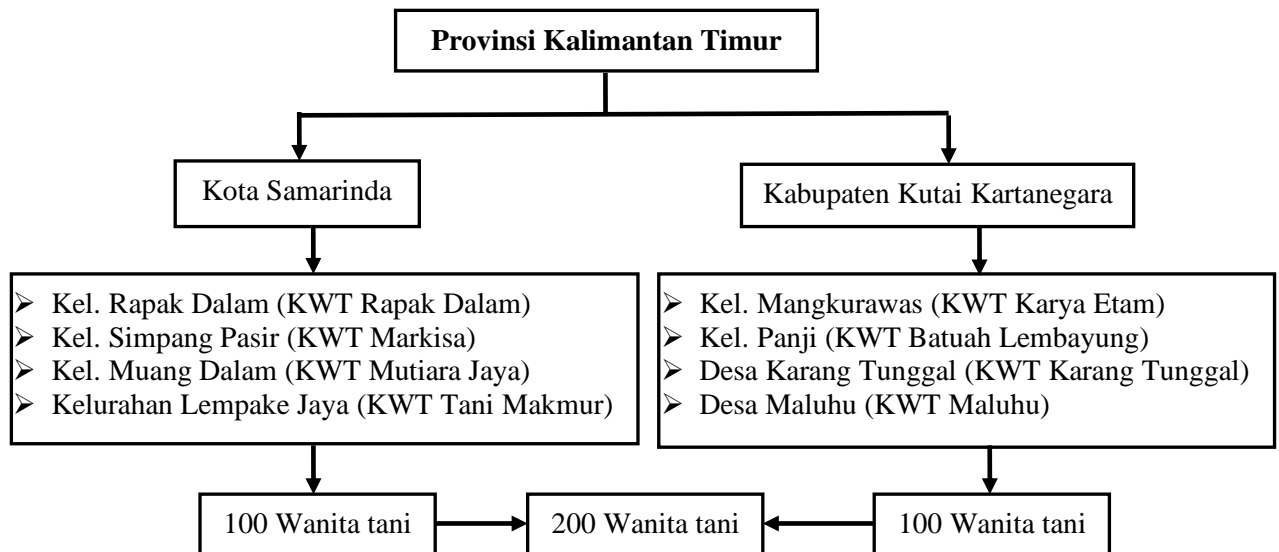 Provinsi Kalimantan Timur
Kota Samarinda
Kabupaten Kutai Kartanegara
➢ Kel. Rapak Dalam (KWT Rapak Dalam)
➢ Kel. Simpang Pasir (KWT Markisa)
➢ Kel. Muang Dalam (KWT Mutiara Jaya)
➢ Kelurahan Lempake Jaya (KWT Tani Makmur)
➢ Kel. Mangkurawas (KWT Karya Etam)
➢ Kel. Panji (KWT Batuah Lembayung)
➢ Desa Karang Tunggal (KWT Karang Tunggal)
➢ Desa Maluhu (KWT Maluhu)
100 Wanita tani
200 Wanita tani
100 Wanita tani